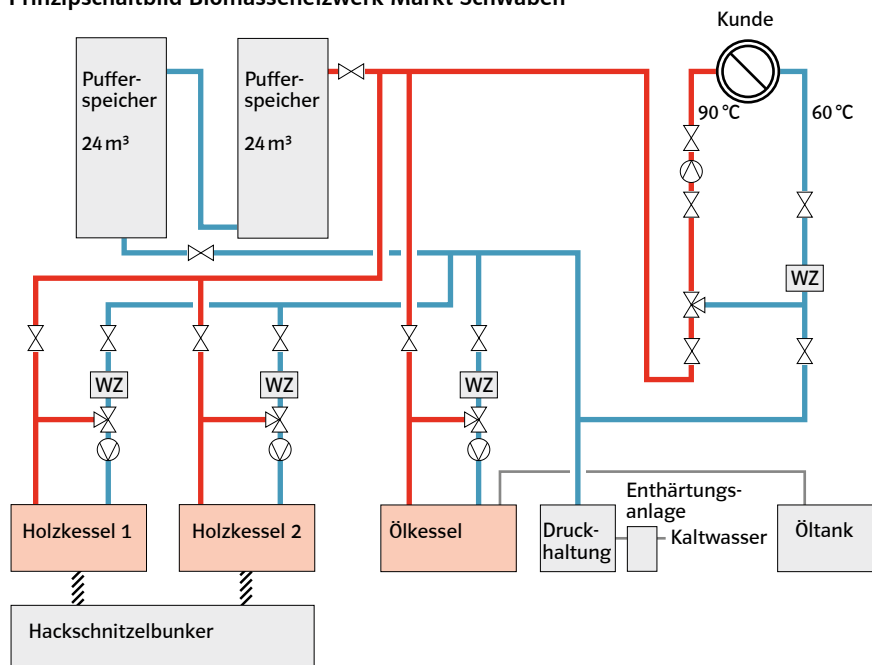 Prinzipschaltbild Biomasseheizwerk Markt Schwaben
Kunde
Puffer-
speicher
24 m³
Puffer-
speicher
24 m³
90 °C
60 °C
WZ
WZ
WZ
WZ
Holzkessel 1
Holzkessel 2
Ölkessel
Druck-
haltung
Enthärtungs-
anlage
Kaltwasser
Öltank
Hackschnitzelbunker